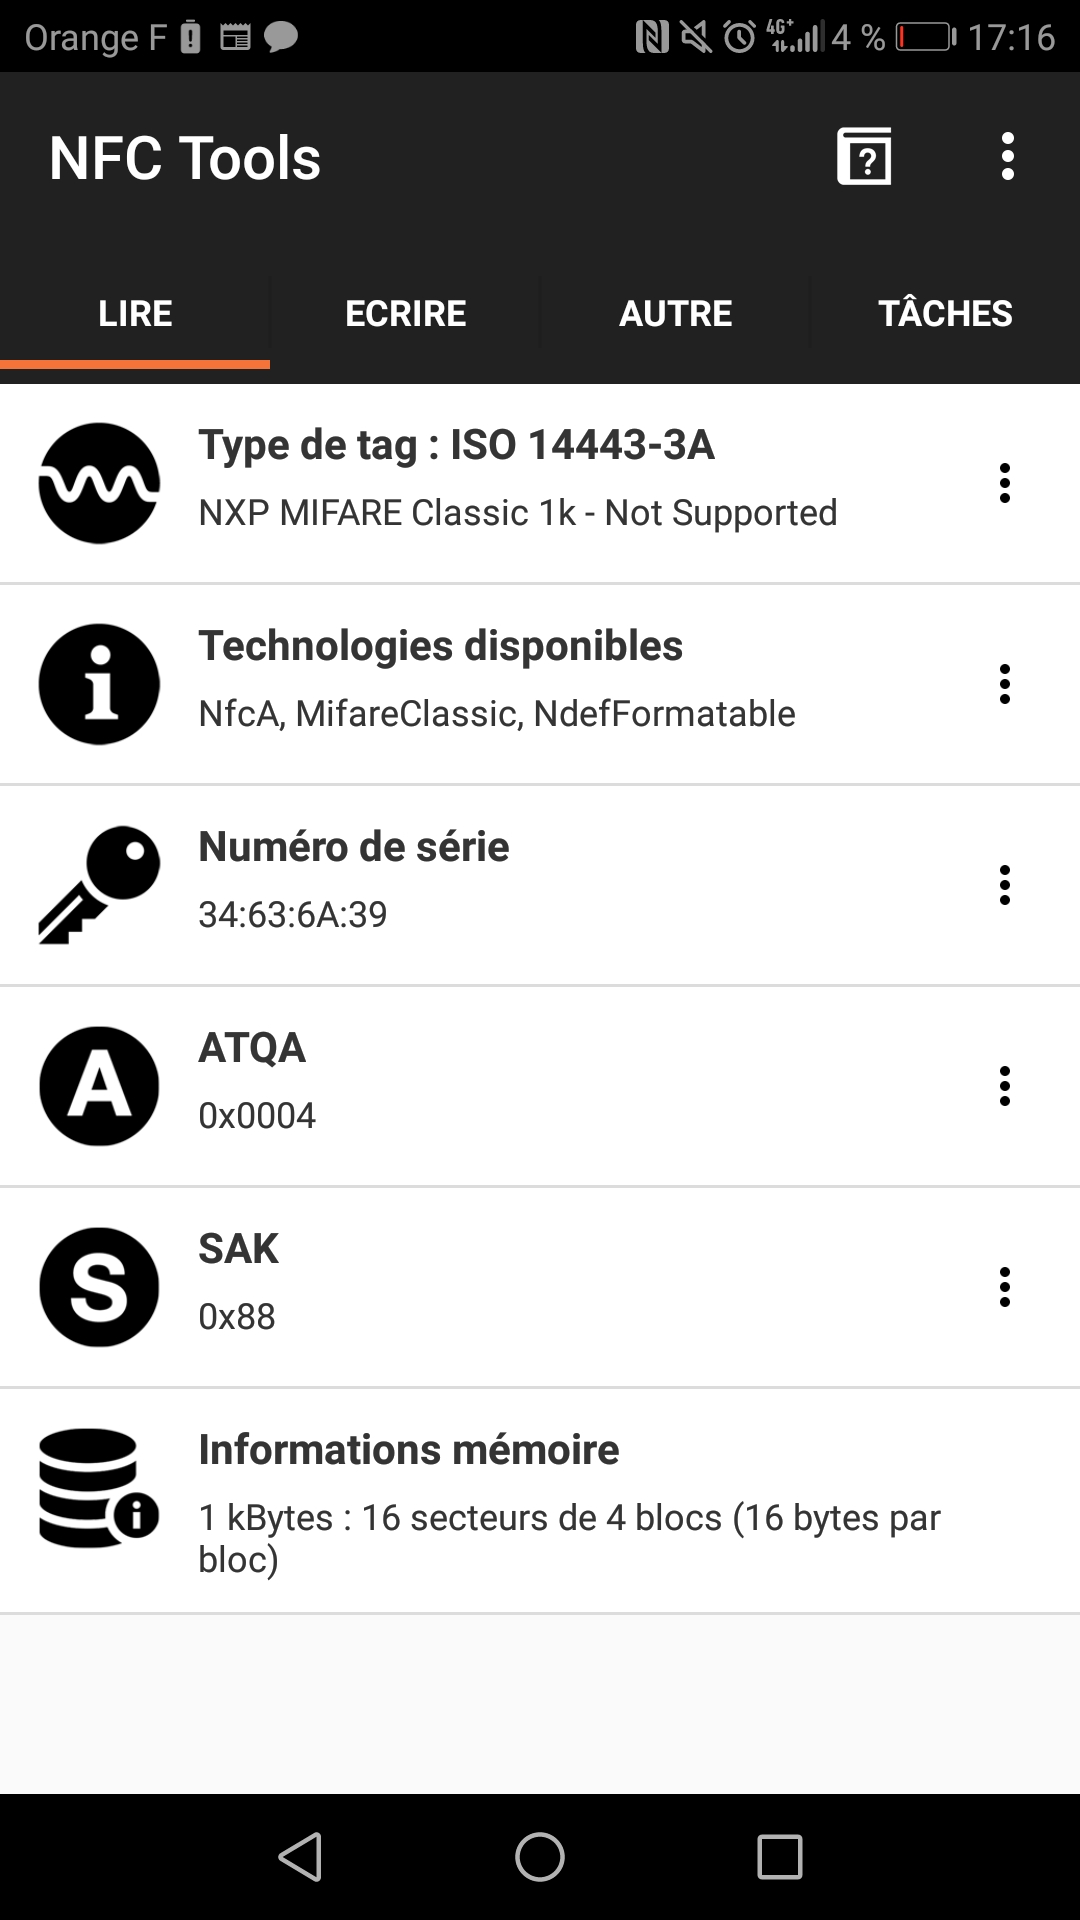 Orange F 4G+ 4 % 17:16
NFC Tools
LIRE ECRIRE AUTRE TÂCHES
Type de tag : ISO 14443-3A
NXP MIFARE Classic 1k - Not Supported
Technologies disponibles
NfcA, MifareClassic, NdefFormatable
Numéro de série
34:63:6A:39
A
ATQA
0x0004
S
SAK
0x88
Informations mémoire
1 kBytes : 16 secteurs de 4 blocs (16 bytes par
bloc)